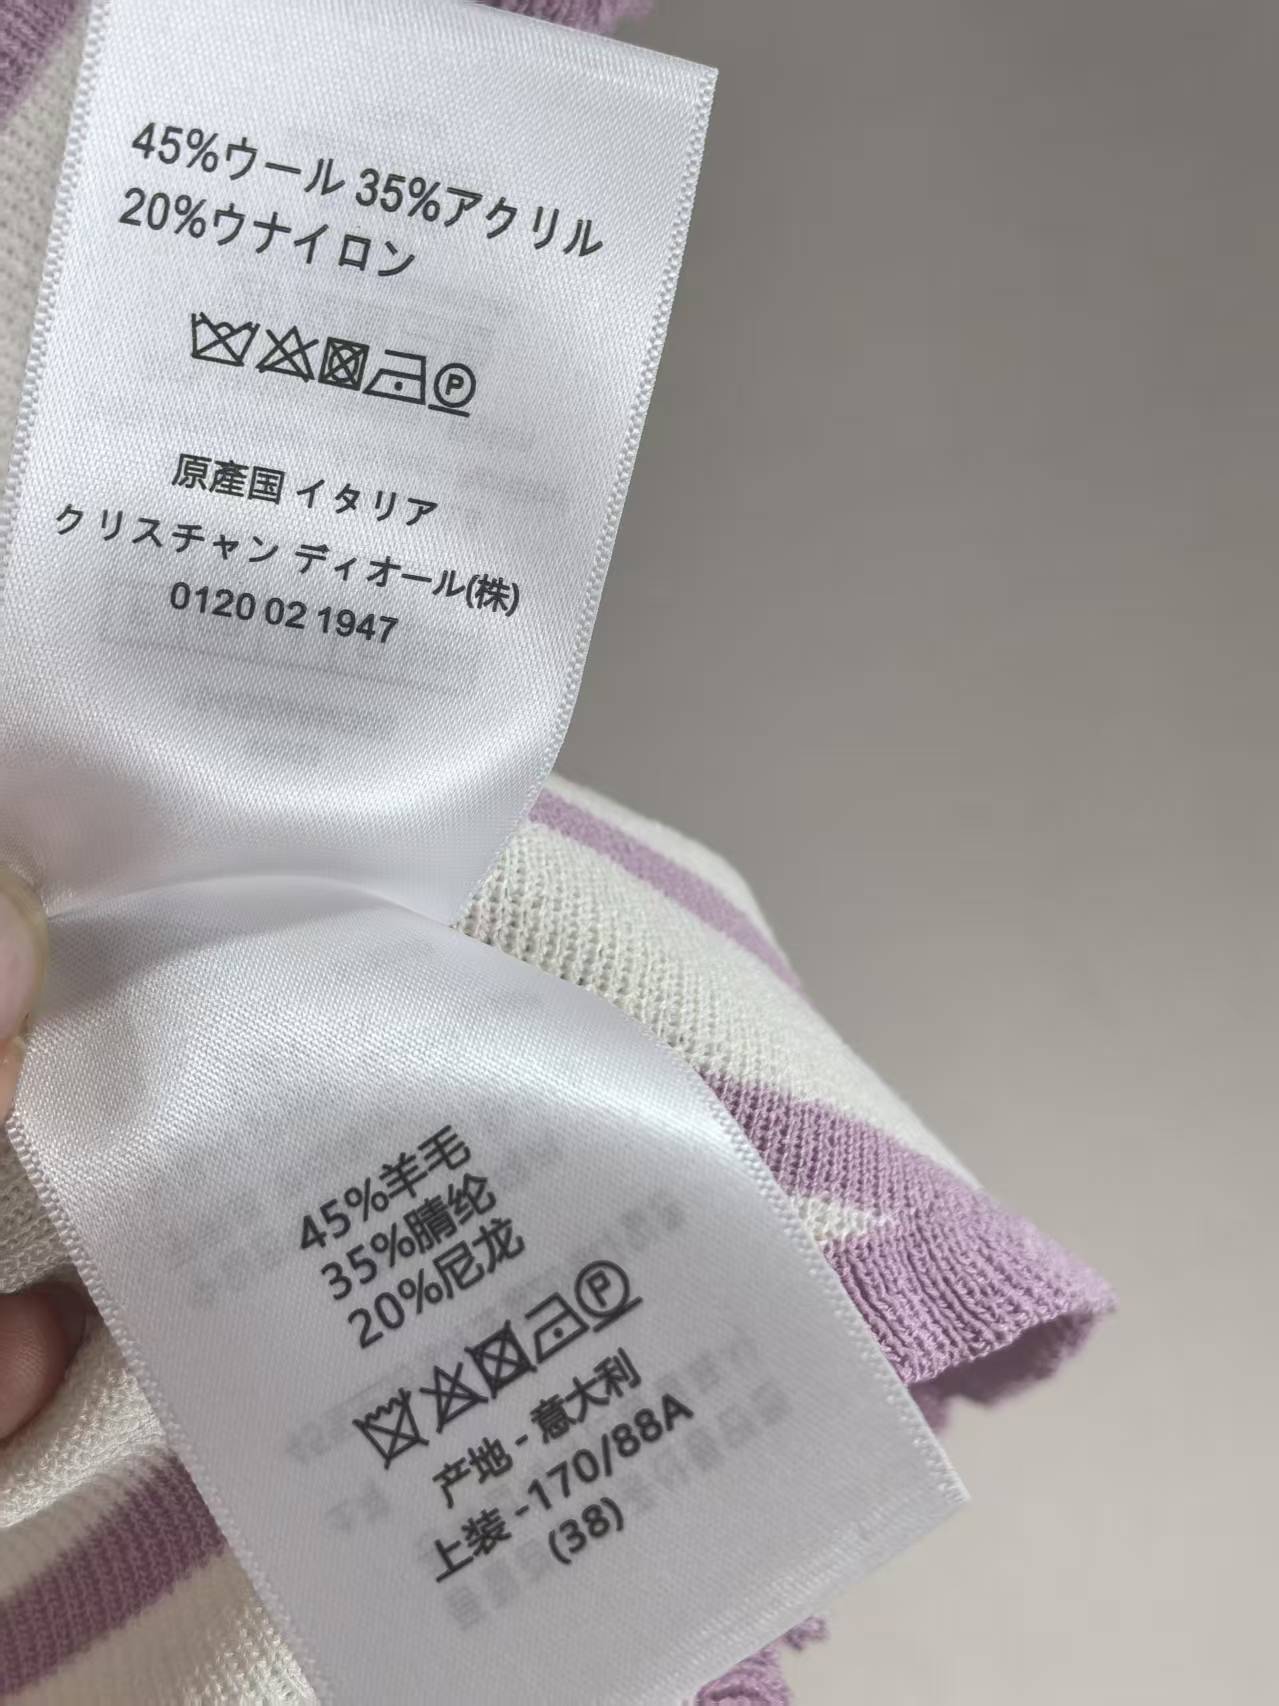 45%ウール 35%アクリル
20%ウナイロン
P
原產国 イタリア
クリスチャン ディオール(株)
0120 02 1947
45%羊毛
35%腈纶
20%尼龙
P
产地 - 意大利
上装 -170/88A
(38)